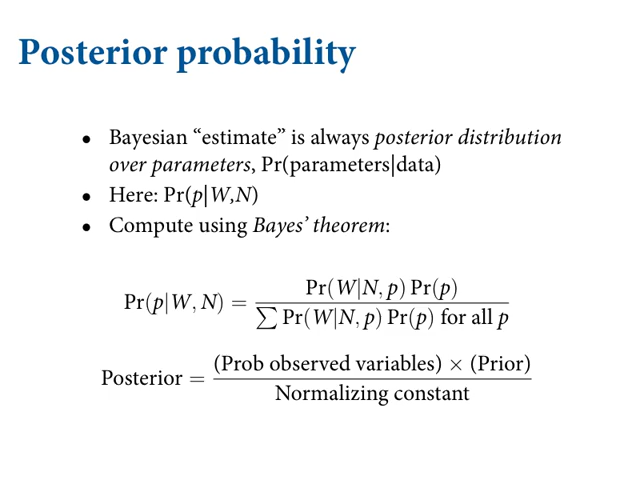 Posterior probability
• Bayesian “estimate” is always posterior distribution
over parameters, Pr(parameters|data)
• Here: Pr(p|W,N)
• Compute using Bayes’ theorem:
Pr(p|W, N) = Pr(W|N, p) Pr(p) / ∑ Pr(W|N, p) Pr(p) for all p
Posterior = (Prob observed variables) × (Prior) / Normalizing constant